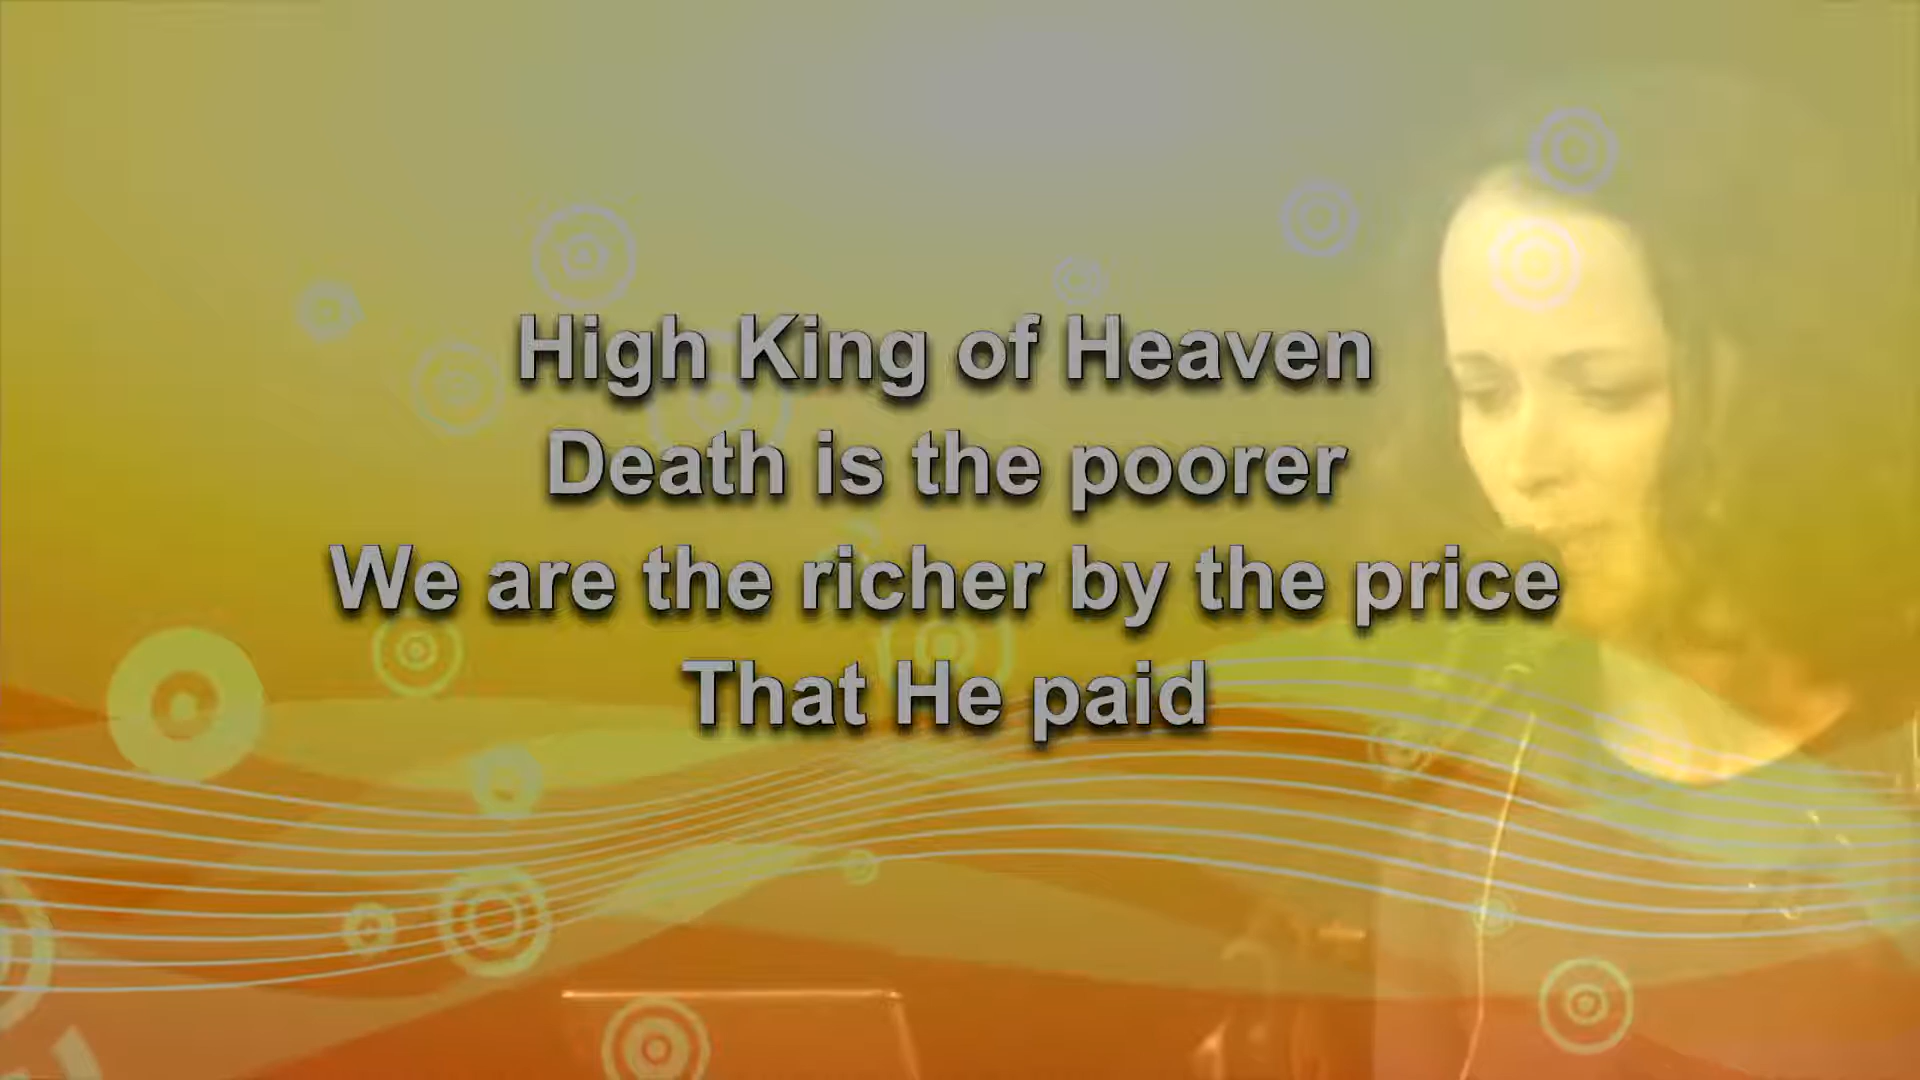 High King of Heaven
Death is the poorer
We are the richer by the price
That He paid